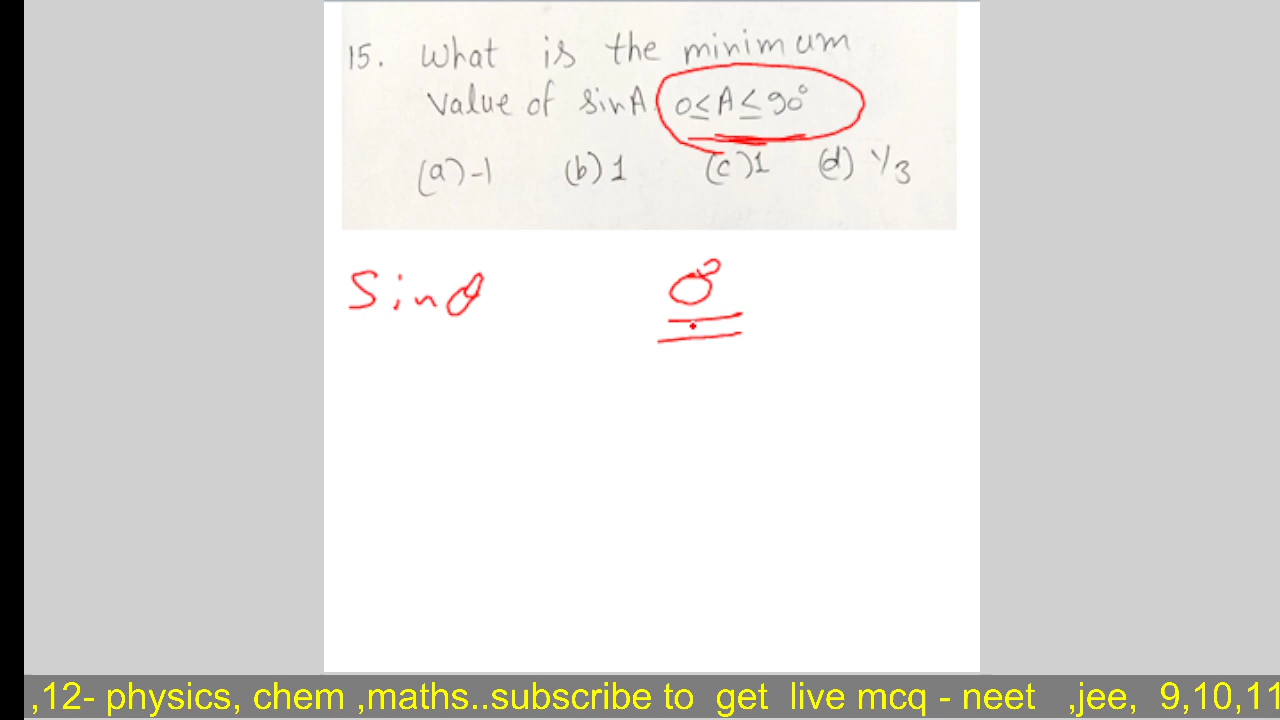 15. What is the minimum
value of sinA 0≤A≤90°
(a)-1 (b)1 (c)1 (d) 1/3
Sinθ 0°
,12- physics, chem ,maths..subscribe to get live mcq - neet ,jee, 9,10,11